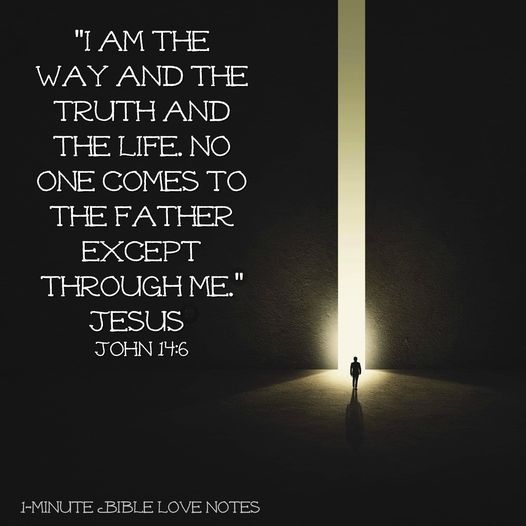 "I AM THE
WAY AND THE
TRUTH AND
THE LIFE. NO
ONE COMES TO
THE FATHER
EXCEPT
THROUGH ME."
JESUS
JOHN 14:6
1-MINUTE BIBLE LOVE NOTES